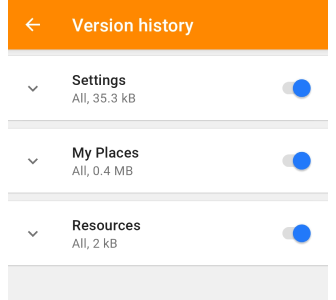 Version history
Settings
All, 35.3 kB
My Places
All, 0.4 MB
Resources
All, 2 kB